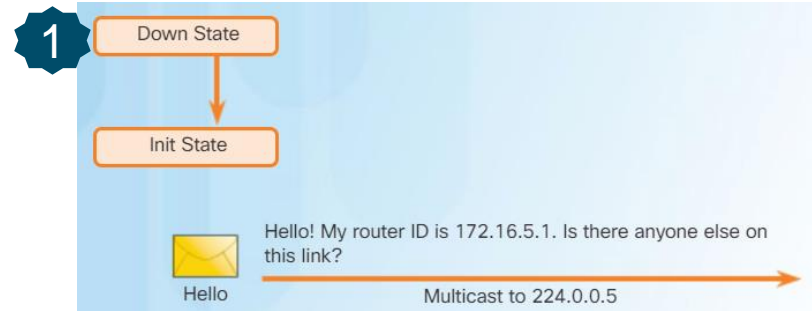 1
Down State
Init State
Hello! My router ID is 172.16.5.1. Is there anyone else on
this link?
Hello
Multicast to 224.0.0.5